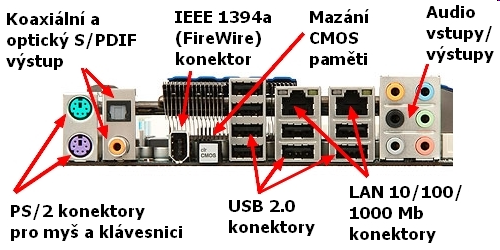 Koaxiální a
optický S/PDIF
výstup
IEEE 1394a
(FireWire)
konektor
Mazání
CMOS
paměti
Audio
vstupy/
výstupy
clr
CMOS
PS/2 konektory
pro myš a klávesnici
USB 2.0
konektory
LAN 10/100/
1000 Mb
konektory